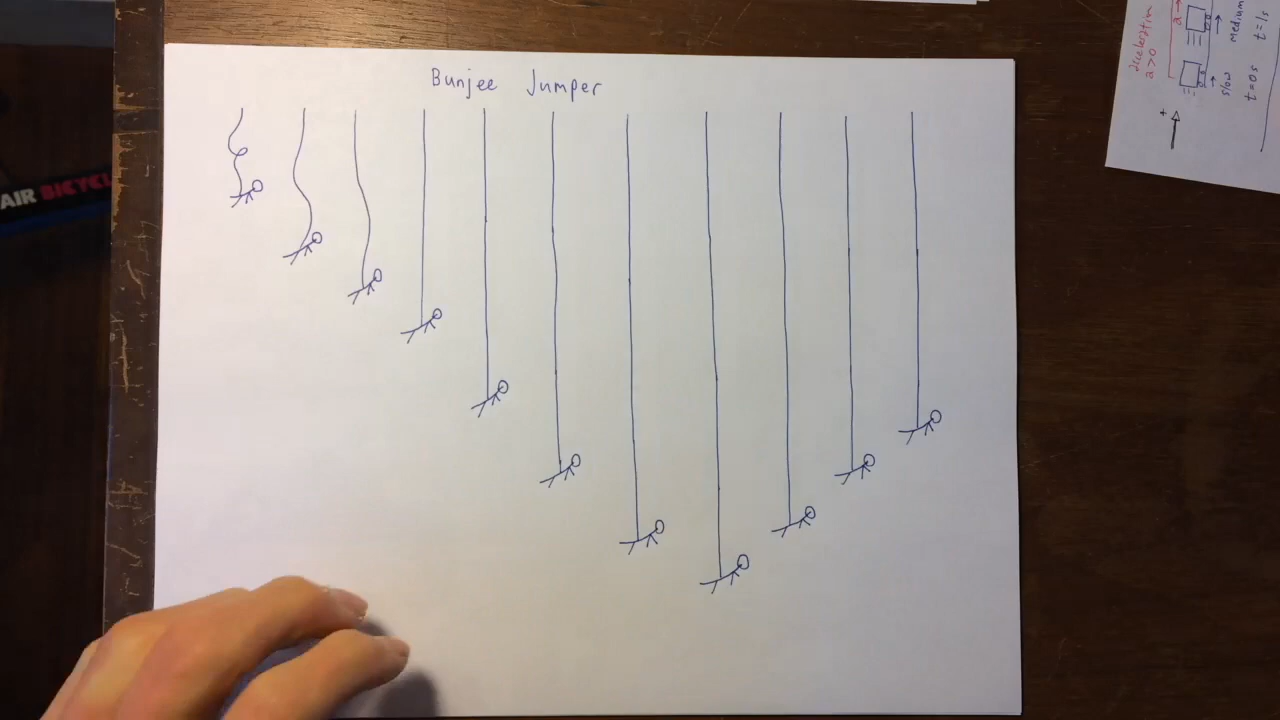 Bunjee Jumper
AIR BICYCL
acceleration
a>0
a→
slow
medium
t=0s
t=1s
+